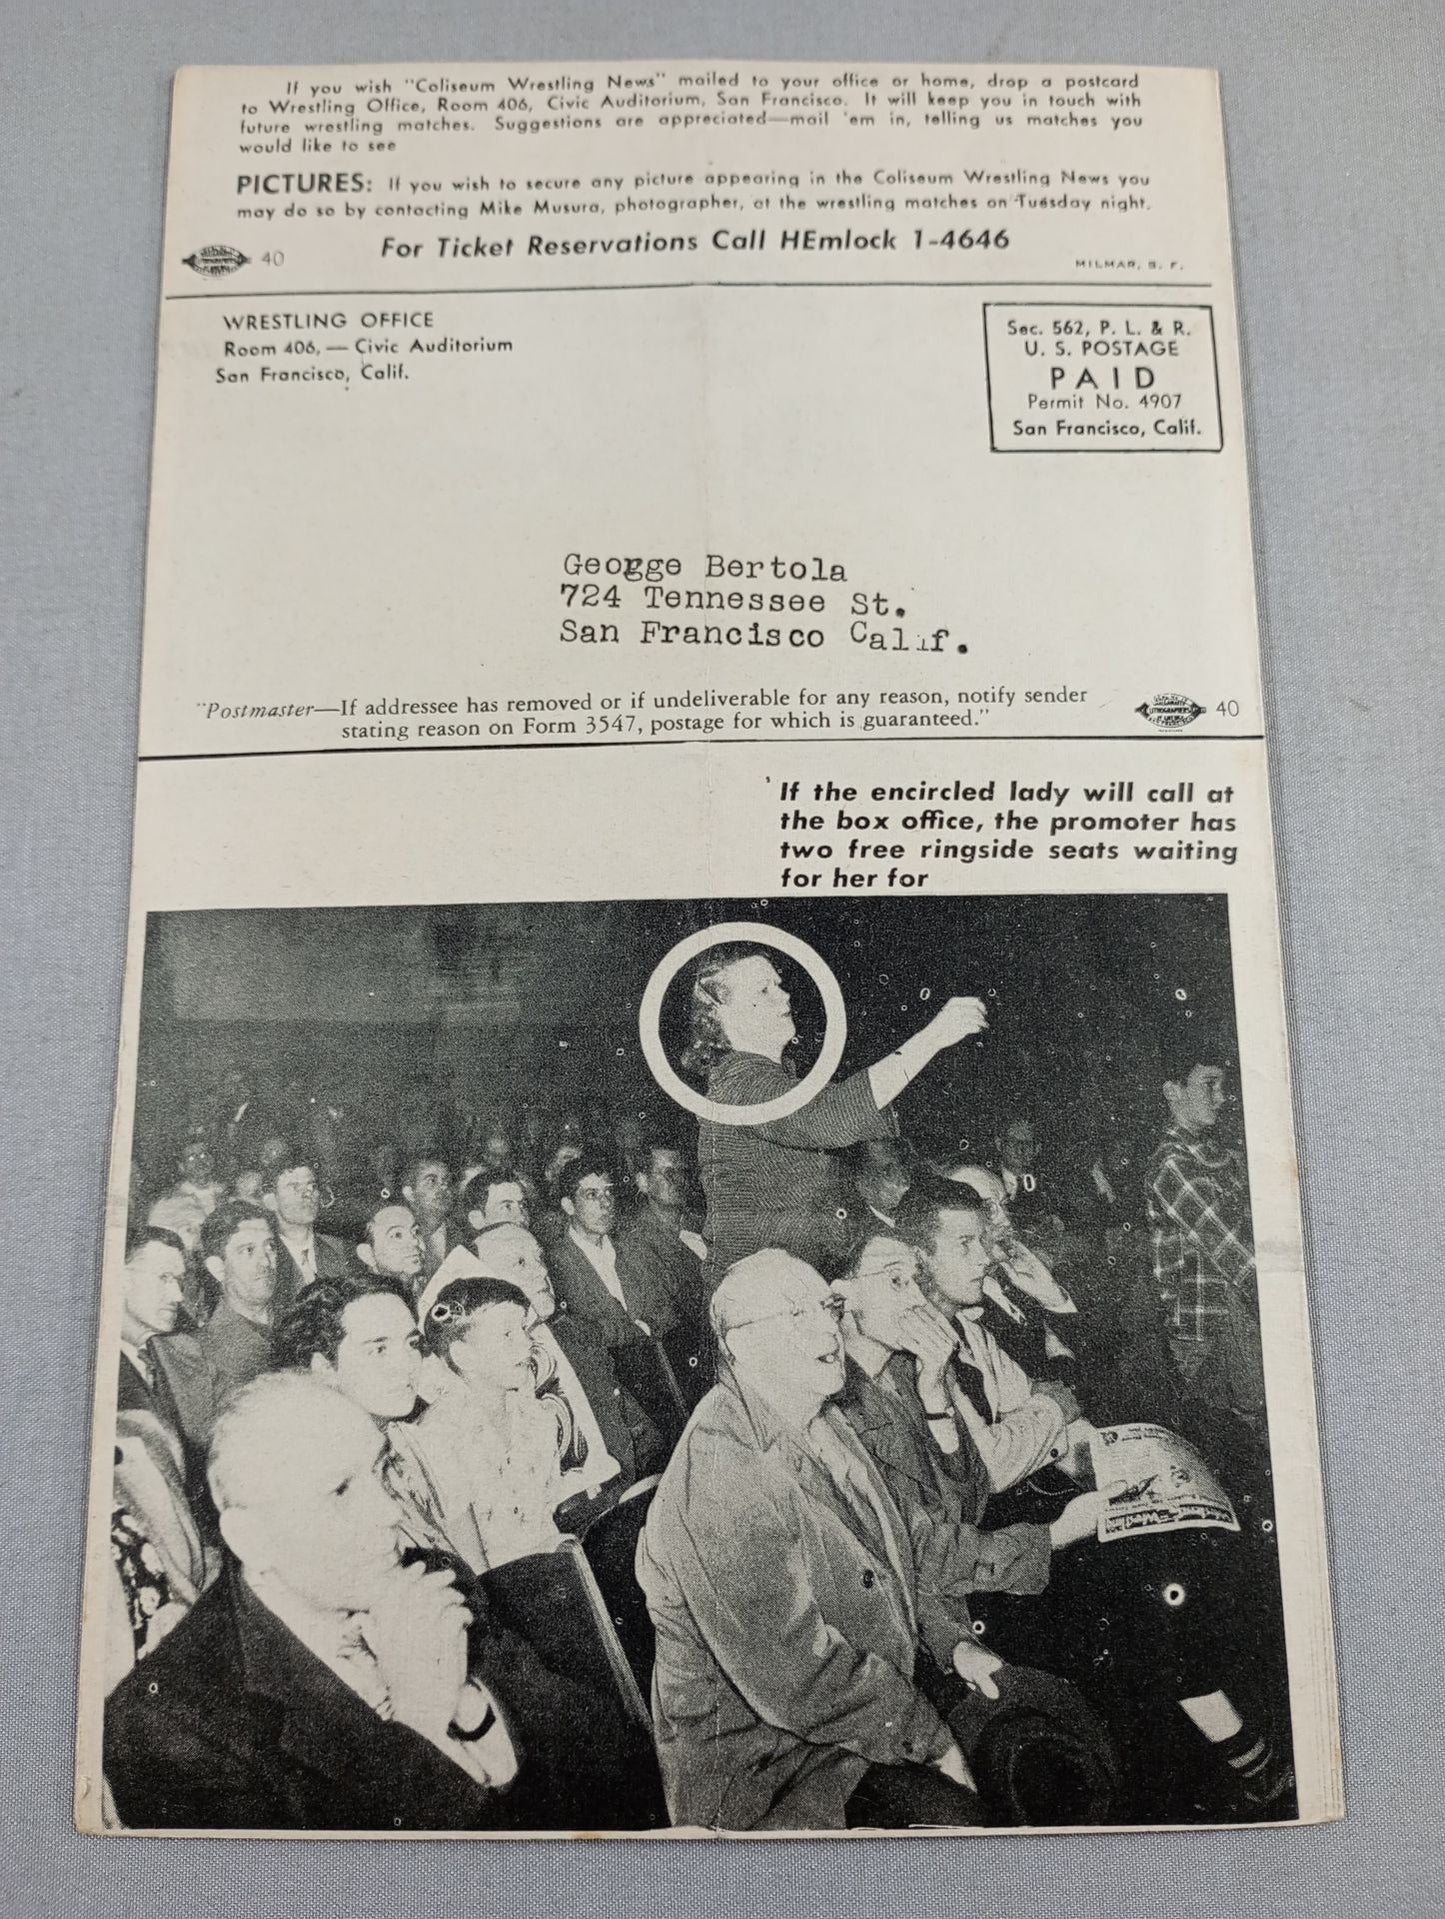 If you wish "Coliseum Wrestling News" mailed to your office or home, drop a postcard
to Wrestling Office, Room 406, Civic Auditorium, San Francisco. It will keep you in touch with
future wrestling matches. Suggestions are appreciated—mail 'em in, telling us matches you
would like to see
PICTURES: If you wish to secure any picture appearing in the Coliseum Wrestling News you
may do so by contacting Mike Musura, photographer, at the wrestling matches on Tuesday night.
For Ticket Reservations Call HEmlock 1-4646
40
MILMAR, S. F.
WRESTLING OFFICE
Room 406, — Civic Auditorium
San Francisco, Calif.
Sec. 562, P. L. & R.
U. S. POSTAGE
PAID
Permit No. 4907
San Francisco, Calif.
Geogge Bertola
724 Tennessee St.
San Francisco Calif.
"Postmaster—If addressee has removed or if undeliverable for any reason, notify sender
stating reason on Form 3547, postage for which is guaranteed."
40
If the encircled lady will call at
the box office, the promoter has
two free ringside seats waiting
for her for
Wrestling